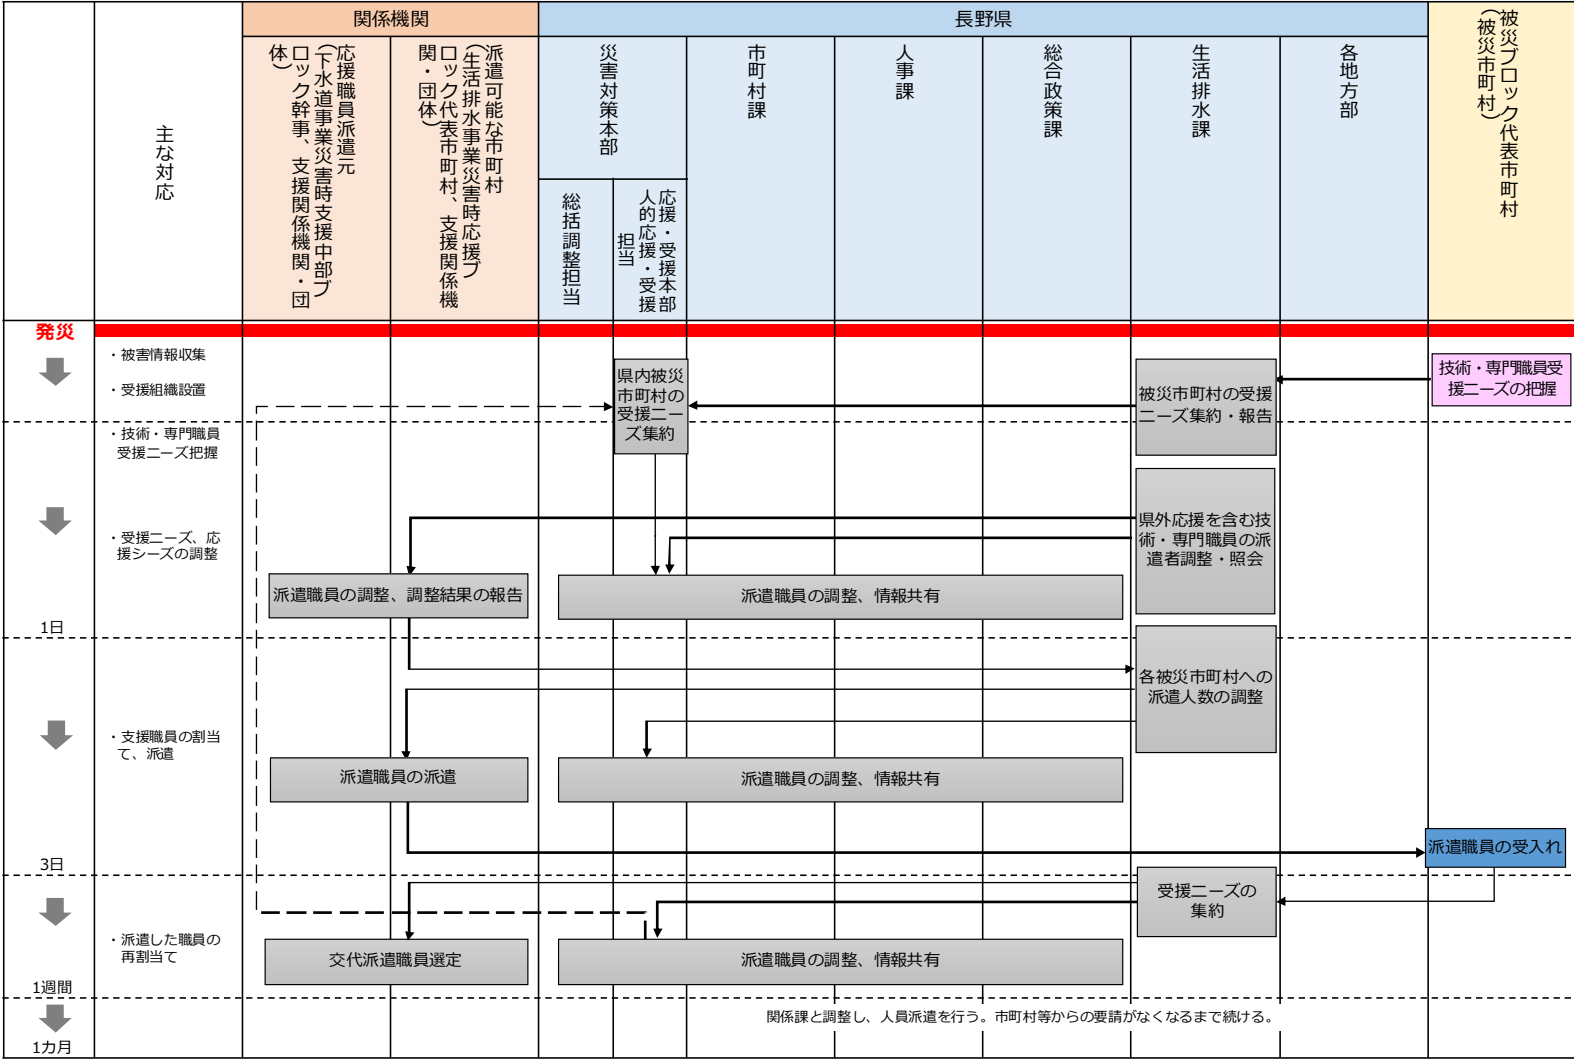 関係機関
長野県
被災ブロック代表市町村
（被災市町村）
主な対応
応援職員派遣元
（下水道事業災害時支援中部ブ
ロック幹事、支援関係機関・団
体）
派遣可能な市町村
（生活排水事業災害時応援ブ
ロック代表市町村、支援関係機
関・団体）
災害対策本部
総括調整担当
応援・受援本部
人的応援・受援
担当
市町村課
人事課
総合政策課
生活排水課
各地方部
発災
・被害情報収集
・受援組織設置
県内被災
市町村の
受援ニー
ズ集約
被災市町村の受援
ニーズ集約・報告
技術・専門職員受
援ニーズの把握
・技術・専門職員
受援ニーズ把握
・受援ニーズ、応
援シーズの調整
県外応援を含む技
術・専門職員の派
遣者調整・照会
派遣職員の調整、調整結果の報告
派遣職員の調整、情報共有
1日
各被災市町村への
派遣人数の調整
・支援職員の割当
て、派遣
派遣職員の派遣
派遣職員の調整、情報共有
派遣職員の受入れ
3日
受援ニーズの
集約
・派遣した職員の
再割当て
交代派遣職員選定
派遣職員の調整、情報共有
1週間
関係課と調整し、人員派遣を行う。市町村等からの要請がなくなるまで続ける。
1カ月